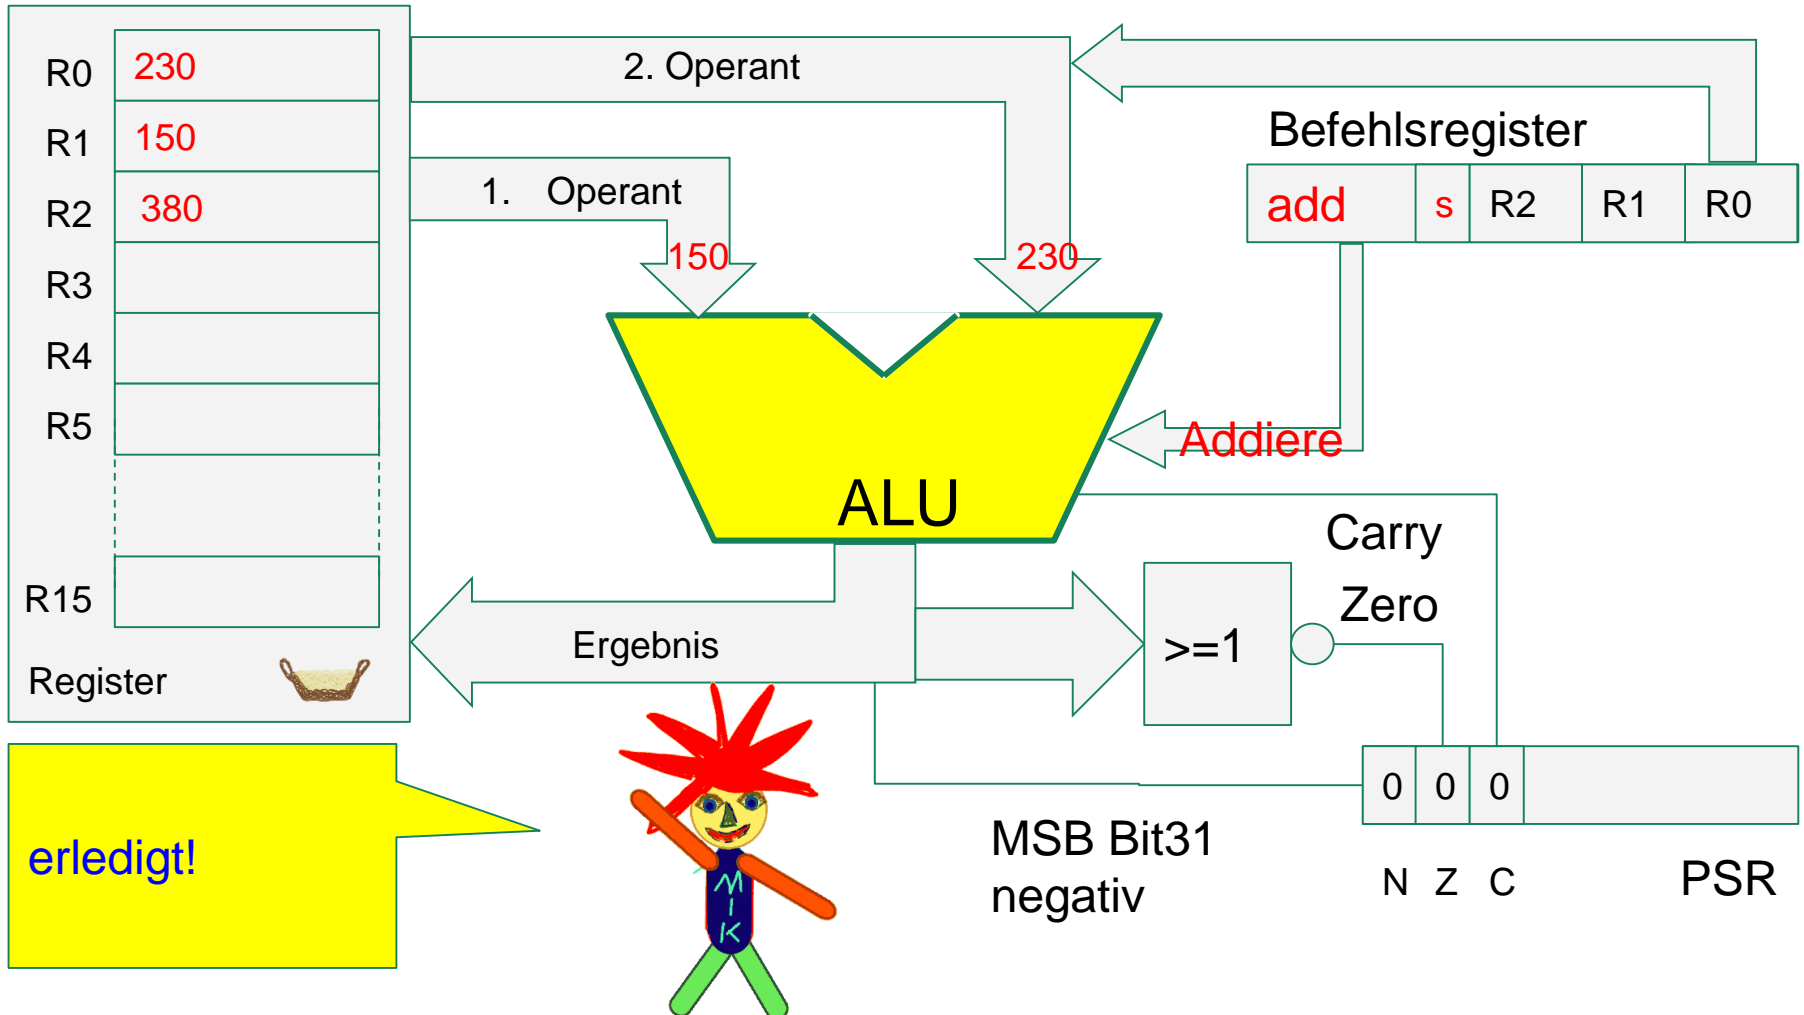 R0 230
R1 150
R2 380
R3
R4
R5
R15
Register
2. Operant
1. Operant
150
230
Befehlsregister
add s R2 R1 R0
Addiere
ALU
Carry
Zero
Ergebnis
>=1
0 0 0
N Z C PSR
MSB Bit31
negativ
erledigt!
MIK